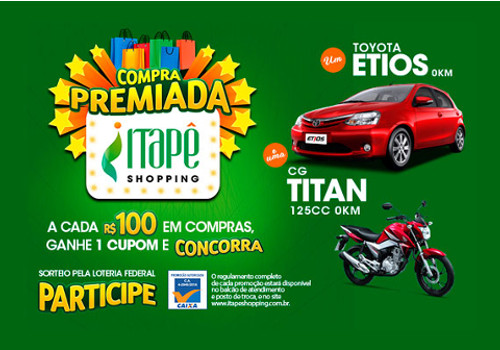 COMPRA
PREMIADA
iTAPÊ
SHOPPING
A CADA R$100 EM COMPRAS,
GANHE 1 CUPOM E CONCORRA
SORTEIO PELA LOTERIA FEDERAL
PARTICIPE
CAIXA
O regulamento completo
de cada promoção estará disponível
no balcão de atendimento
e posto de troca, e no site
www.itapeshopping.com.br.
Um
TOYOTA
ETIOS 0KM
ETIOS
e uma
CG
TITAN
125CC 0KM